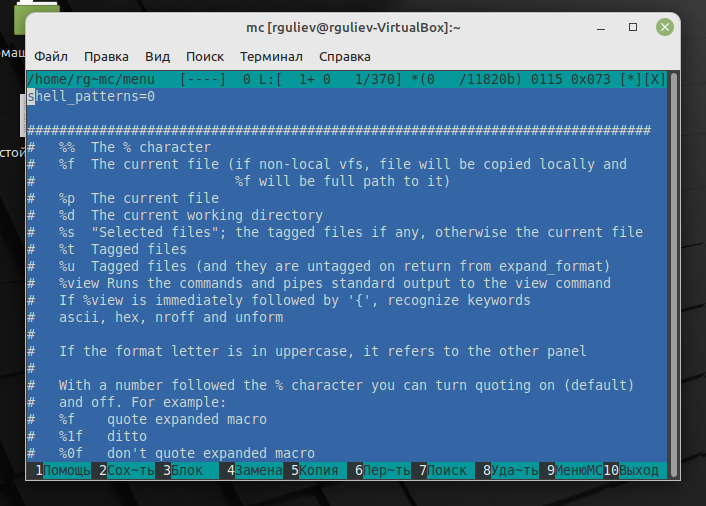 mc [rguliev@rguliev-VirtualBox]:~
Файл Правка Вид Поиск Терминал Справка
/home/rg~mc/menu [----] 0 L:[ 1+ 0 1/370] *(0 /11820b) 0115 0x073 [*][X]
shell_patterns=0
##############################################################################
# %% The % character
# %f The current file (if non-local vfs, file will be copied locally and
# %f will be full path to it)
# %p The current file
# %d The current working directory
# %s "Selected files"; the tagged files if any, otherwise the current file
# %t Tagged files
# %u Tagged files (and they are untagged on return from expand_format)
# %view Runs the commands and pipes standard output to the view command
# If %view is immediately followed by '{', recognize keywords
# ascii, hex, nroff and unform
#
# If the format letter is in uppercase, it refers to the other panel
#
# With a number followed the % character you can turn quoting on (default)
# and off. For example:
# %f quote expanded macro
# %1f ditto
# %0f don't quote expanded macro
1Помощь 2Сох~ть 3Блок 4Замена 5Копия 6Пер~ть 7Поиск 8Уда~ть 9МенюMC 10Выход